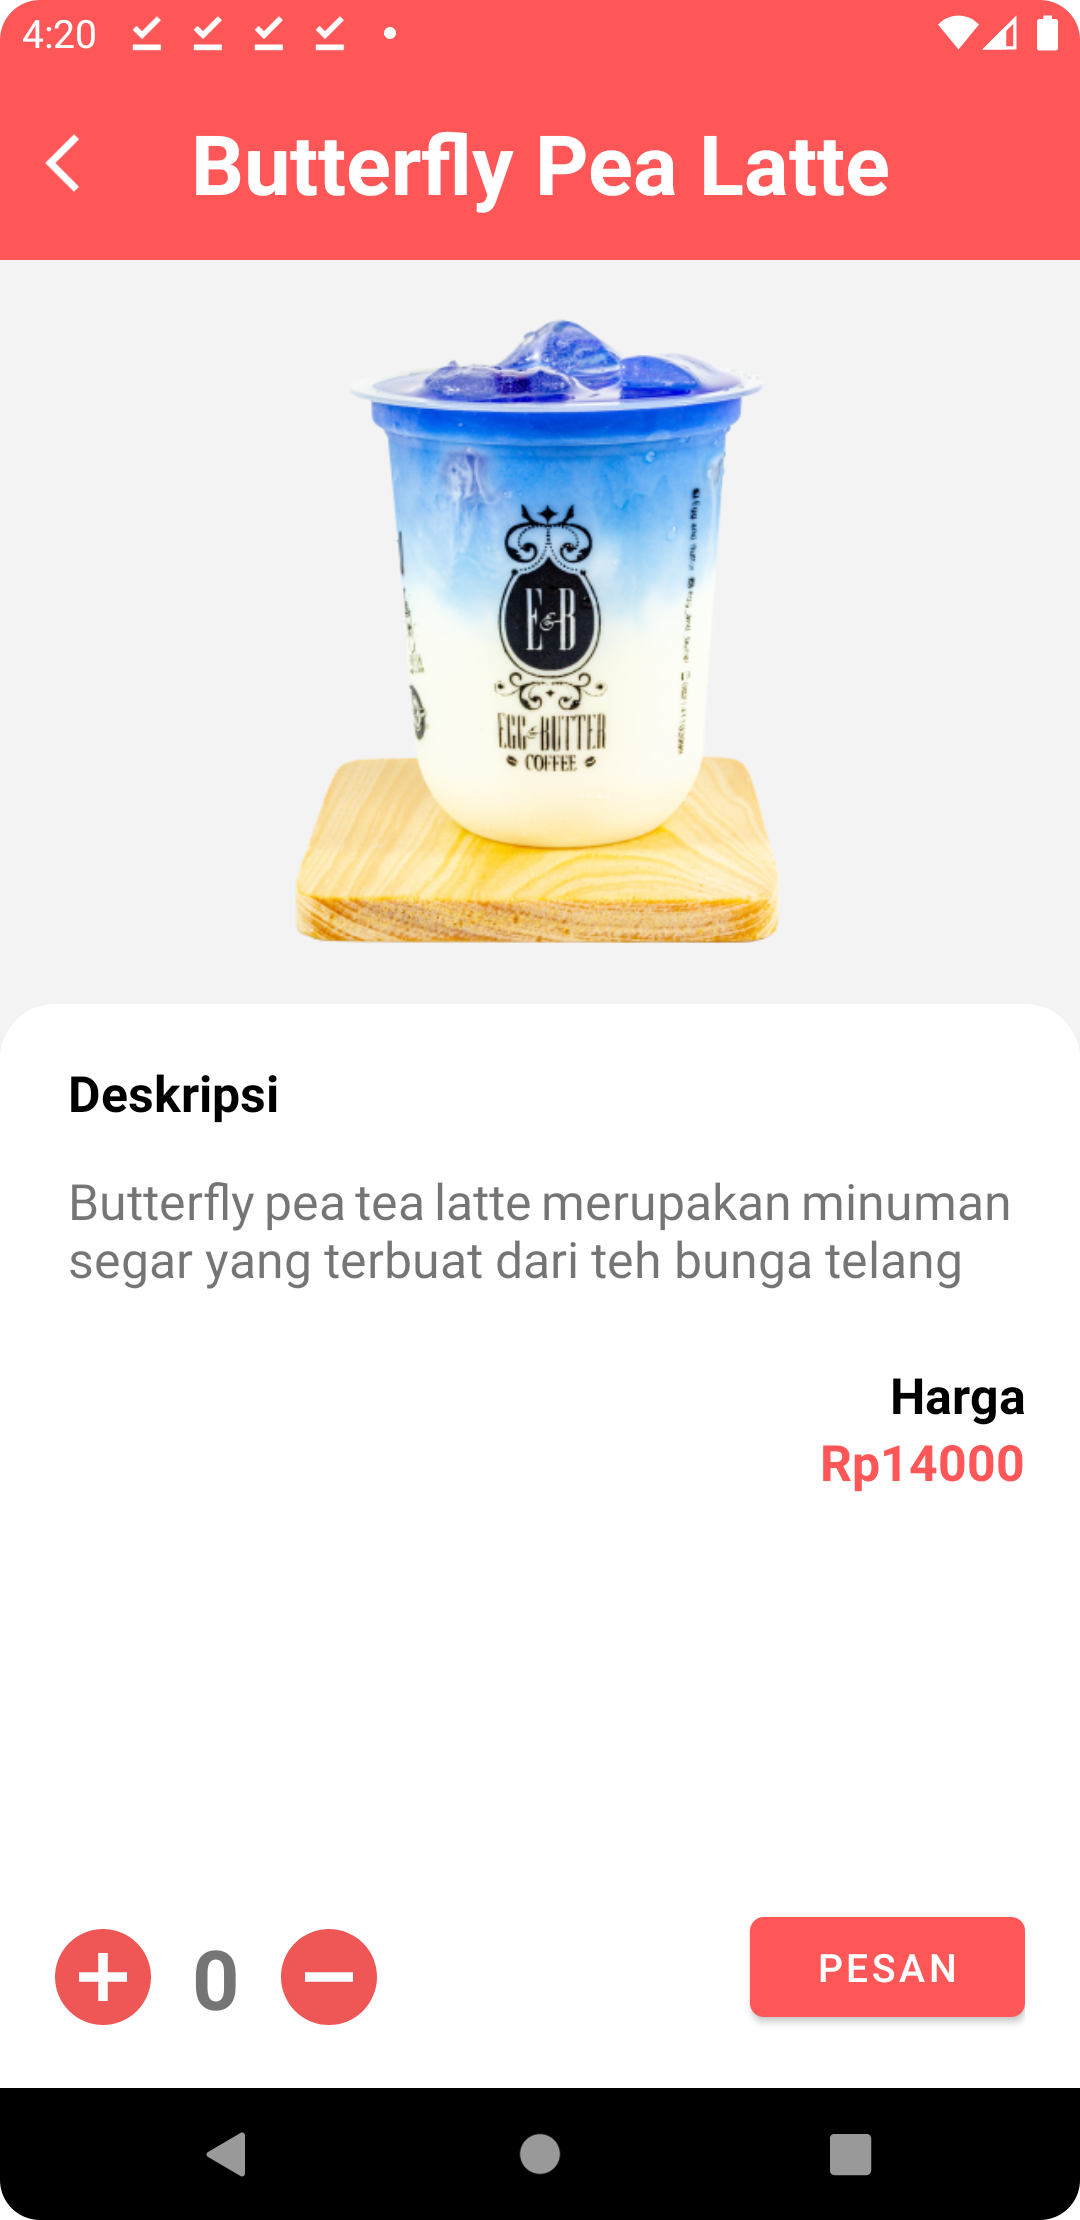 4:20
Butterfly Pea Latte
E&B
EGG & BUTTER
COFFEE
Deskripsi
Butterfly pea tea latte merupakan minuman
segar yang terbuat dari teh bunga telang
Harga
Rp14000
0
PESAN